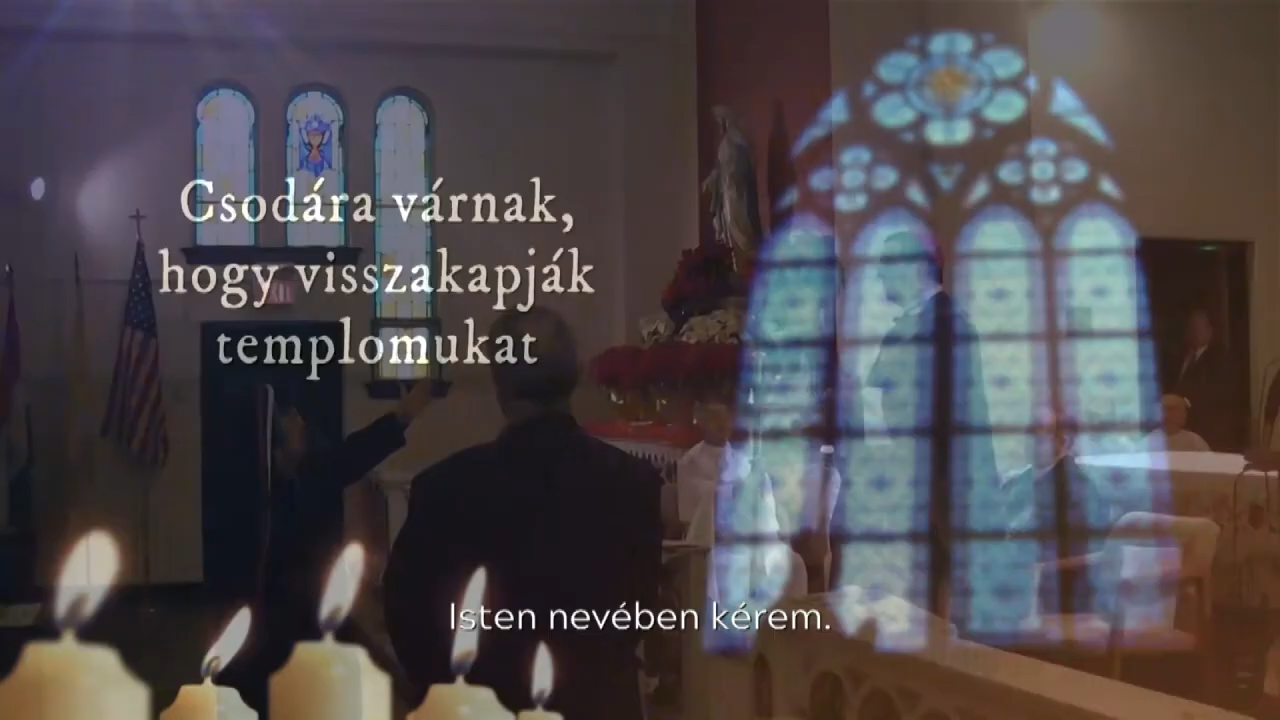 Csodára várnak,
hogy visszakapják
templomukat
Isten nevében kérem.